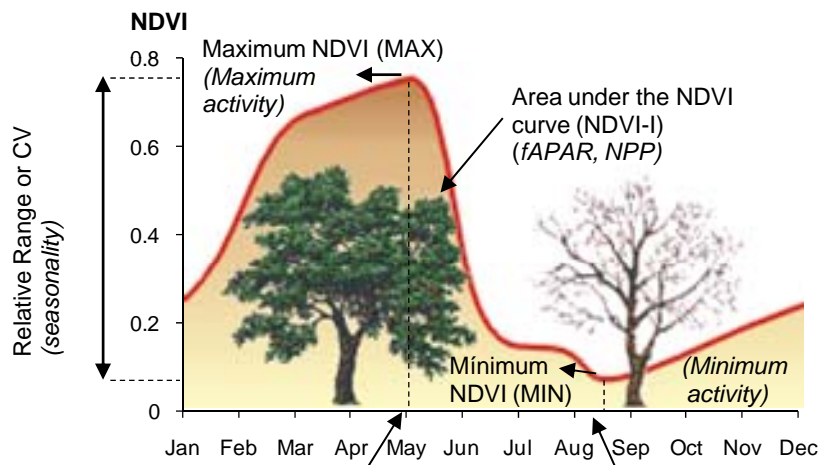 NDVI
0.8
0.6
0.4
0.2
0
Relative Range or CV
(seasonality)
Maximum NDVI (MAX)
(Maximum
activity)
Area under the NDVI
curve (NDVI-I)
(fAPAR, NPP)
Mínimum
NDVI (MIN)
(Minimum
activity)
Jan Feb Mar Apr May Jun Jul Aug Sep Oct Nov Dec